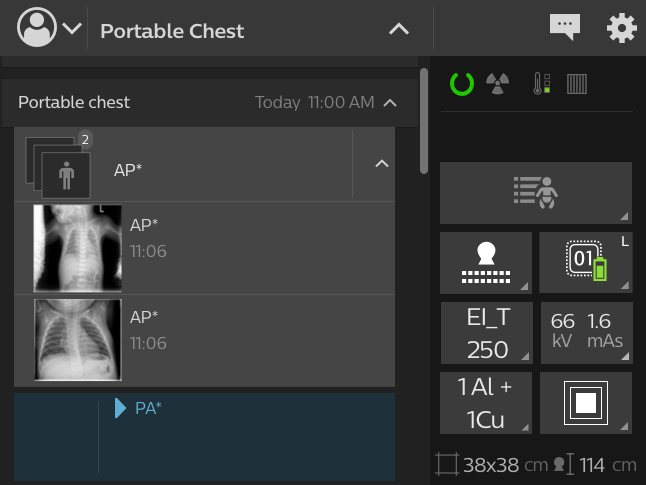 Portable Chest
Portable chest
Today 11:00 AM
2
AP*
L
AP*
11:06
AP*
11:06
PA*
01
L
EI_T
250
66 1.6
kV mAs
1 Al +
1Cu
38x38 cm 114 cm